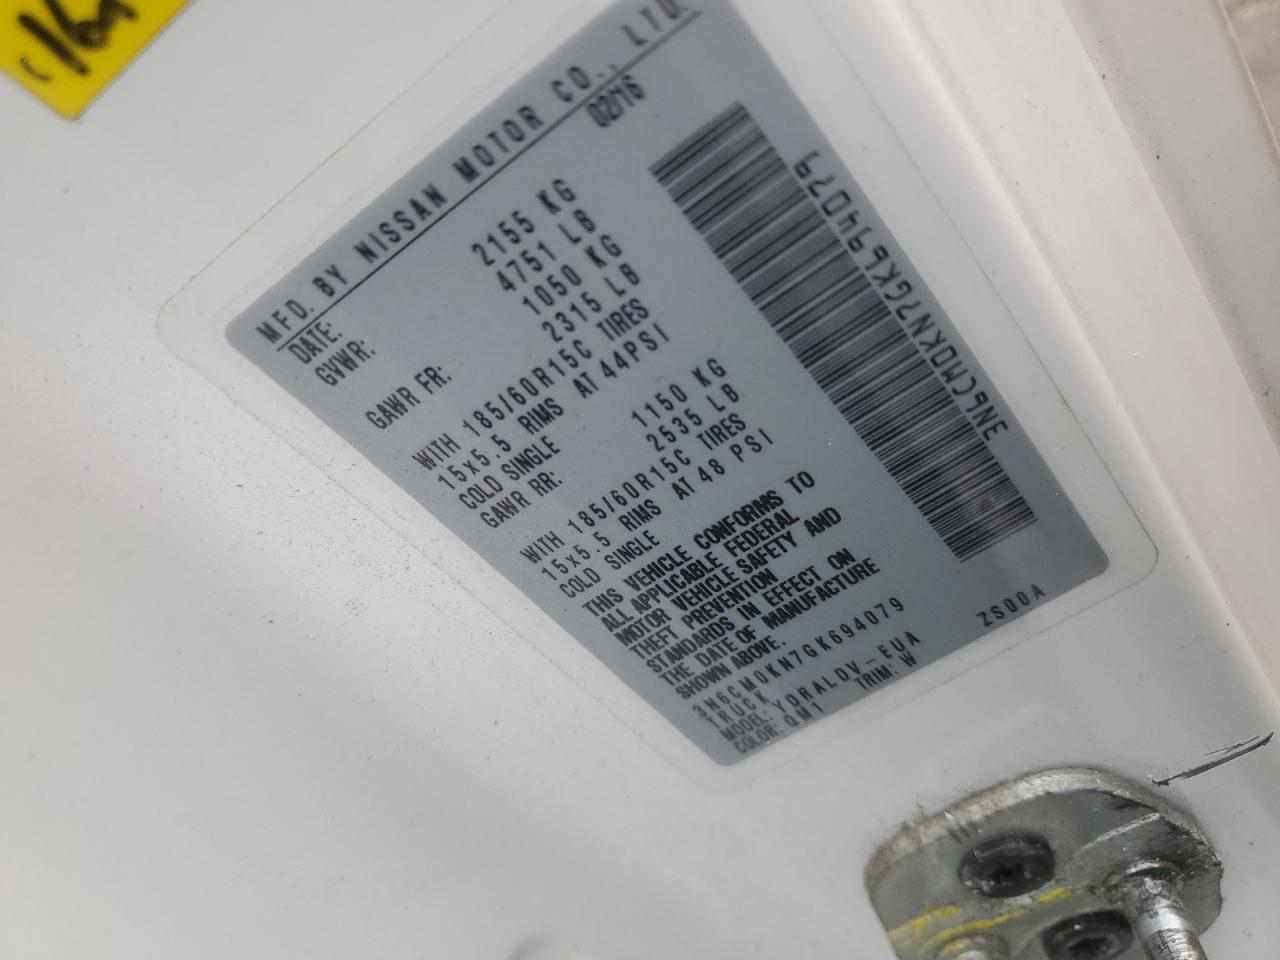 MFD. BY NISSAN MOTOR CO., LTD.
DATE: 02/16
GVWR: 2155 KG
4751 LB
GAWR FR: 1050 KG
2315 LB
WITH 185/60R15C TIRES
15x5.5 RIMS AT 44PSI
COLD SINGLE
GAWR RR: 1150 KG
2535 LB
WITH 185/60R15C TIRES
15x5.5 RIMS AT 48 PSI
COLD SINGLE
THIS VEHICLE CONFORMS TO
ALL APPLICABLE FEDERAL
MOTOR VEHICLE SAFETY AND
THEFT PREVENTION
STANDARDS IN EFFECT ON
THE DATE OF MANUFACTURE
SHOWN ABOVE.
3N6CM0KN7GK694079
TRUCK
MODEL: YDRALDV-EUA
COLOR: QM1 TRIM: W
3N6CM0KN7GK694079
ZS00A